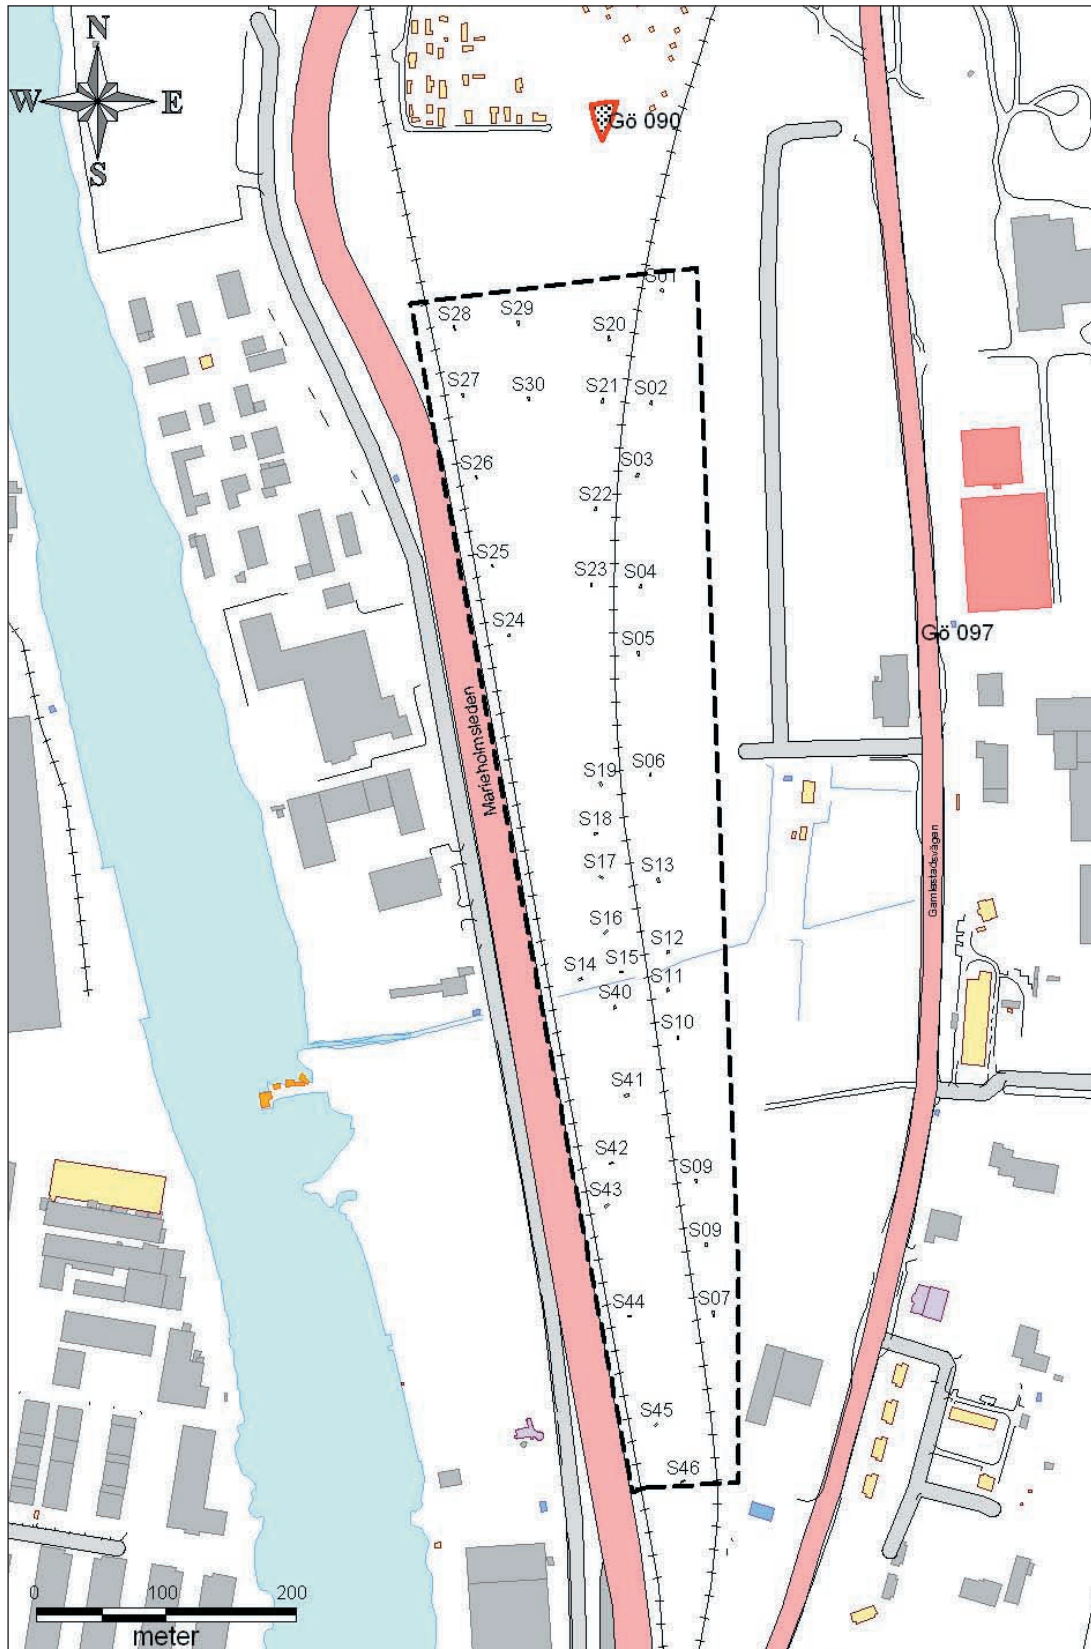 N
W E
S
Gö 090
S01
S28 S29
S20
S27 S30 S21 S02
S26 S03
S22
S25
S23 S04
S24
S05
Gö 097
Marieholmsleden
S19 S06
S18
S17 S13
Gamlestadsvägen
S16
S12
S14 S15
S11
S40
S10
S41
S42
S09
S43
S09
S44 S07
S45
S46
0 100 200
meter